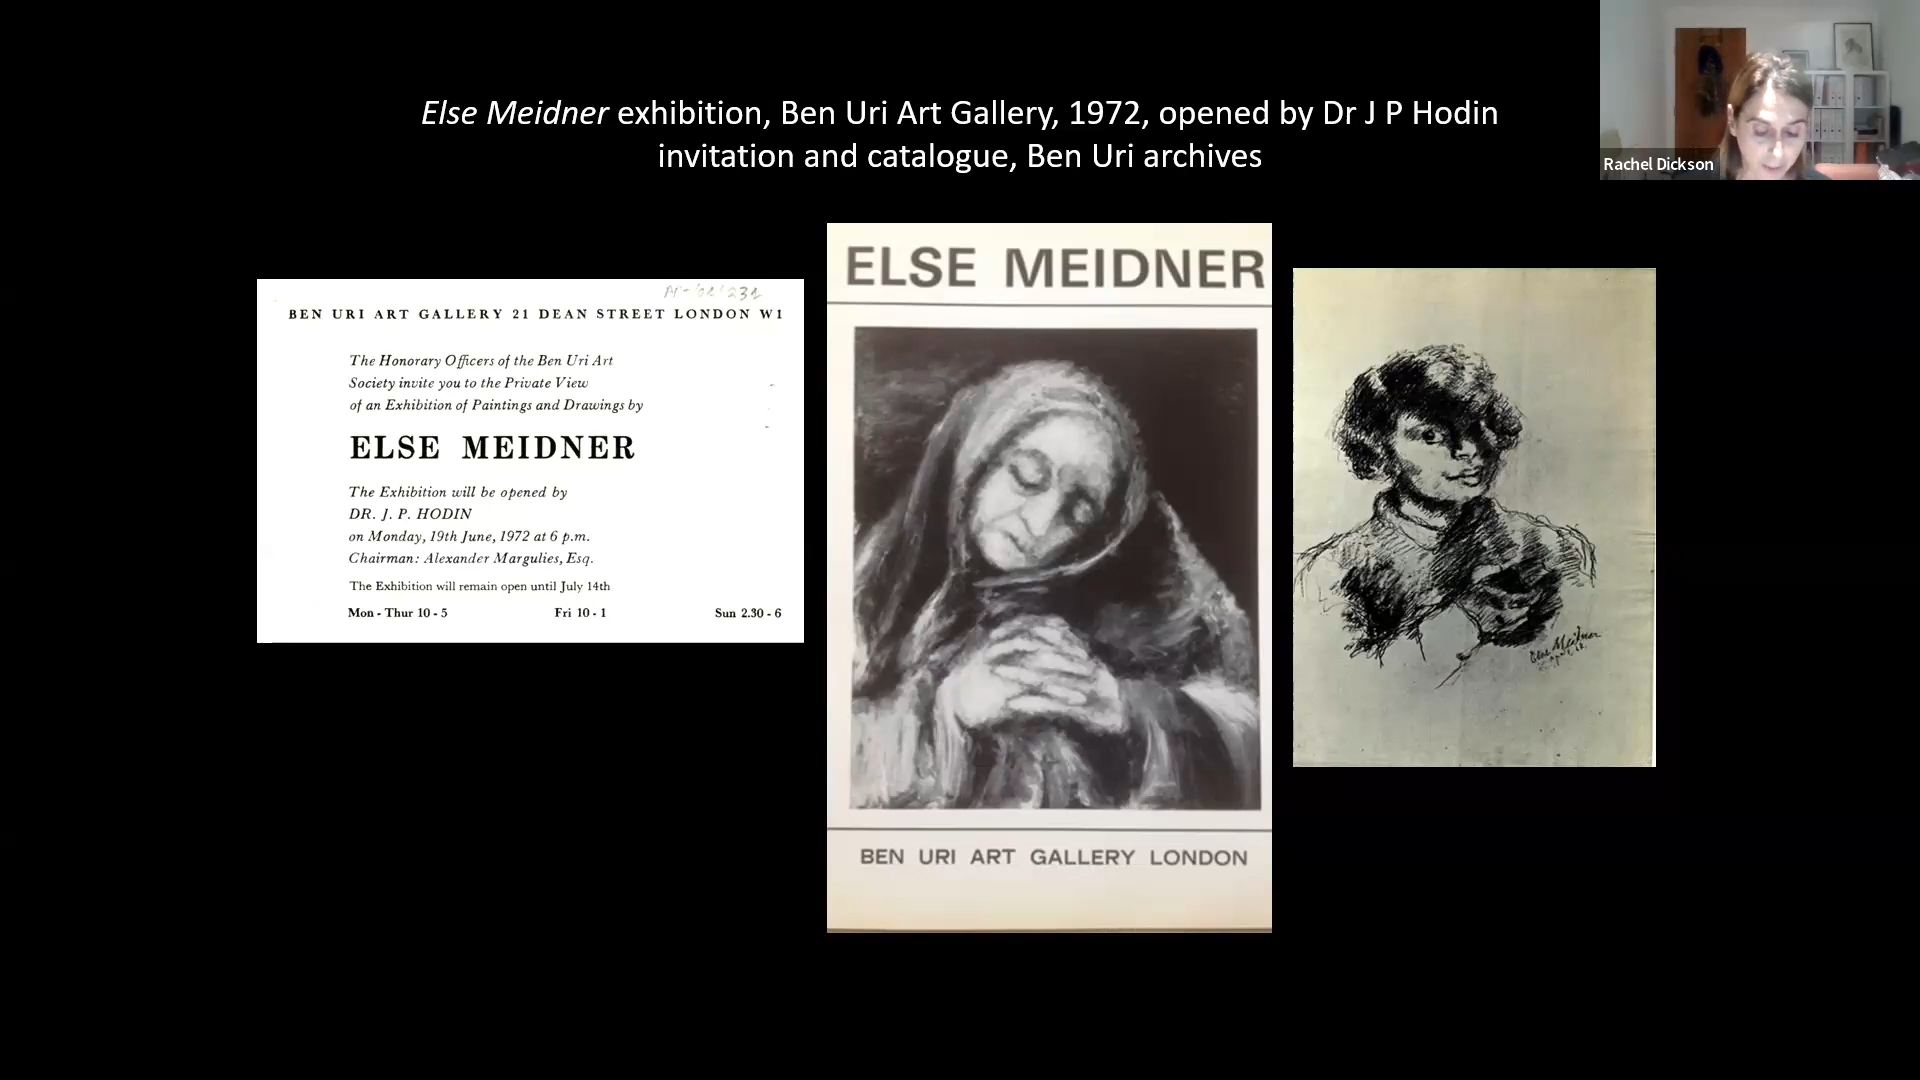 Else Meidner exhibition, Ben Uri Art Gallery, 1972, opened by Dr J P Hodin
invitation and catalogue, Ben Uri archives
Rachel Dickson
BEN URI ART GALLERY 21 DEAN STREET LONDON W1
The Honorary Officers of the Ben Uri Art
Society invite you to the Private View
of an Exhibition of Paintings and Drawings by
ELSE MEIDNER
The Exhibition will be opened by
DR. J. P. HODIN
on Monday, 19th June, 1972 at 6 p.m.
Chairman: Alexander Margulies, Esq.
The Exhibition will remain open until July 14th
Mon - Thur 10 - 5 Fri 10 - 1 Sun 2.30 - 6
ELSE MEIDNER
BEN URI ART GALLERY LONDON
Else Meidner